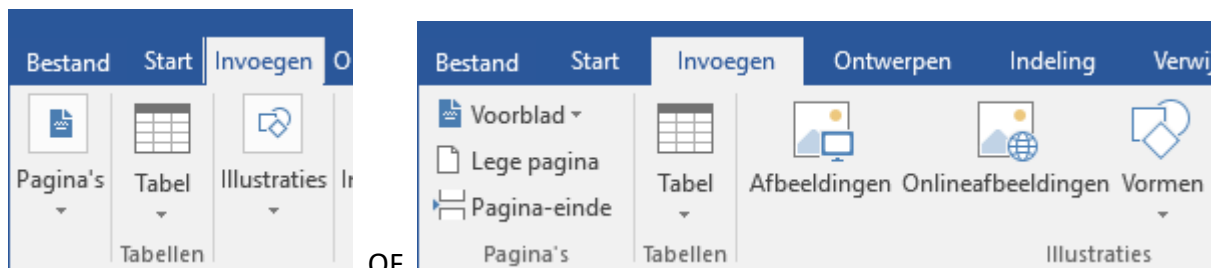 Bestand Start Invoegen O
Pagina's Tabel Illustraties
Tabellen
OF
Bestand Start Invoegen Ontwerpen Indeling Verwij
Voorblad
Lege pagina
Pagina-einde
Tabel Afbeeldingen Onlineafbeeldingen Vormen
Pagina's Tabellen Illustraties